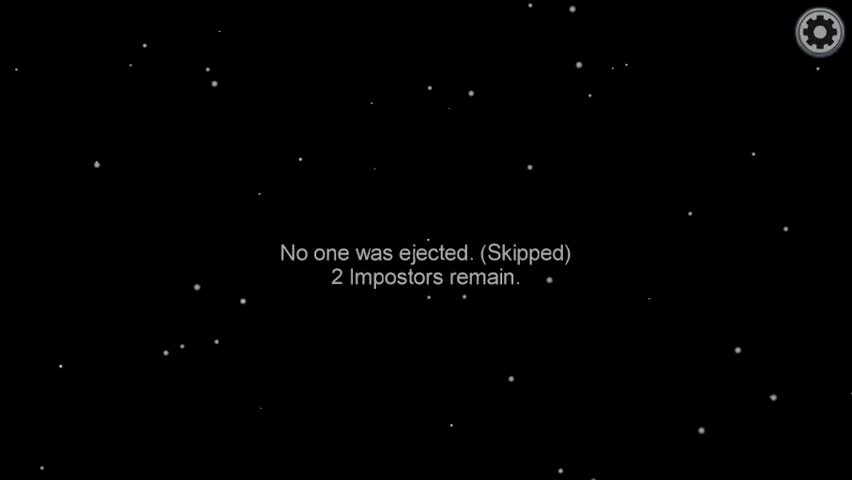 No one was ejected. (Skipped)
2 Impostors remain.